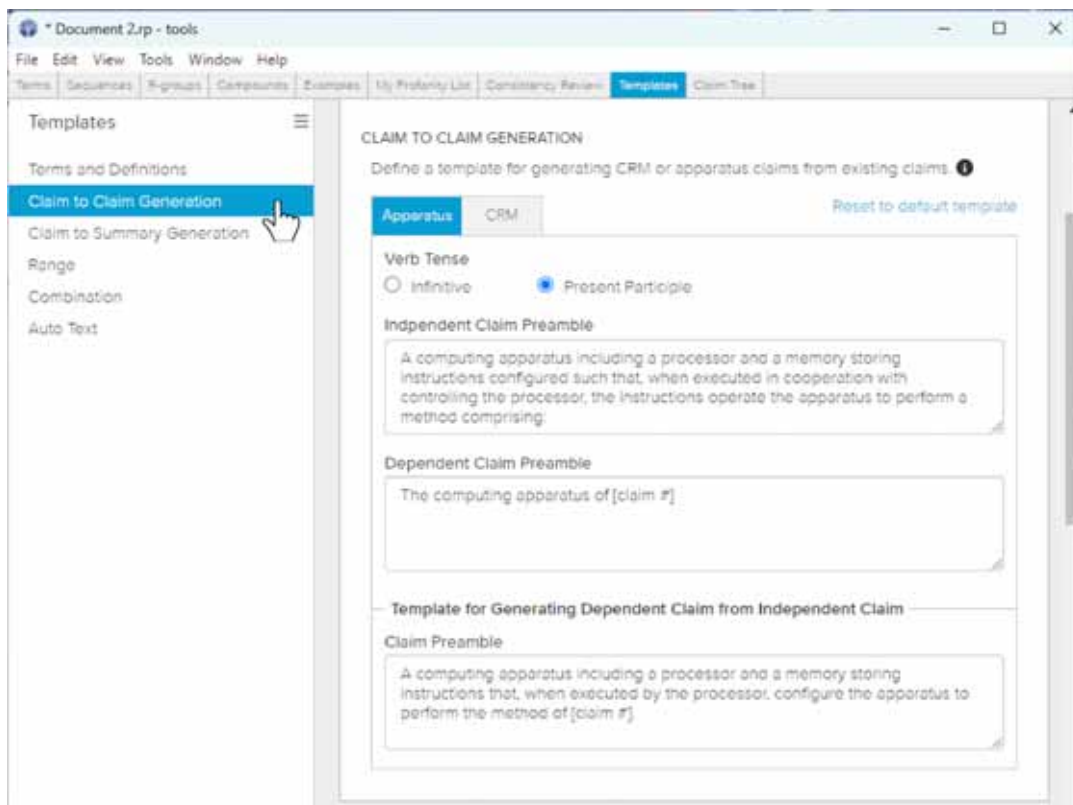 * Document 2.rp - tools
File Edit View Tools Window Help
Terms Sequences R-groups Compounds Examples My Profanity List Consistency Review Templates Claim Tree
Templates
Terms and Definitions
Claim to Claim Generation
Claim to Summary Generation
Range
Combination
Auto Text
CLAIM TO CLAIM GENERATION
Define a template for generating CRM or apparatus claims from existing claims.
Apparatus CRM Reset to default template
Verb Tense
Infinitive Present Participle
Indpendent Claim Preamble
A computing apparatus including a processor and a memory storing
instructions configured such that, when executed in cooperation with
controlling the processor, the instructions operate the apparatus to perform a
method comprising:
Dependent Claim Preamble
The computing apparatus of [claim #]
Template for Generating Dependent Claim from Independent Claim
Claim Preamble
A computing apparatus including a processor and a memory storing
instructions that, when executed by the processor, configure the apparatus to
perform the method of [claim #].